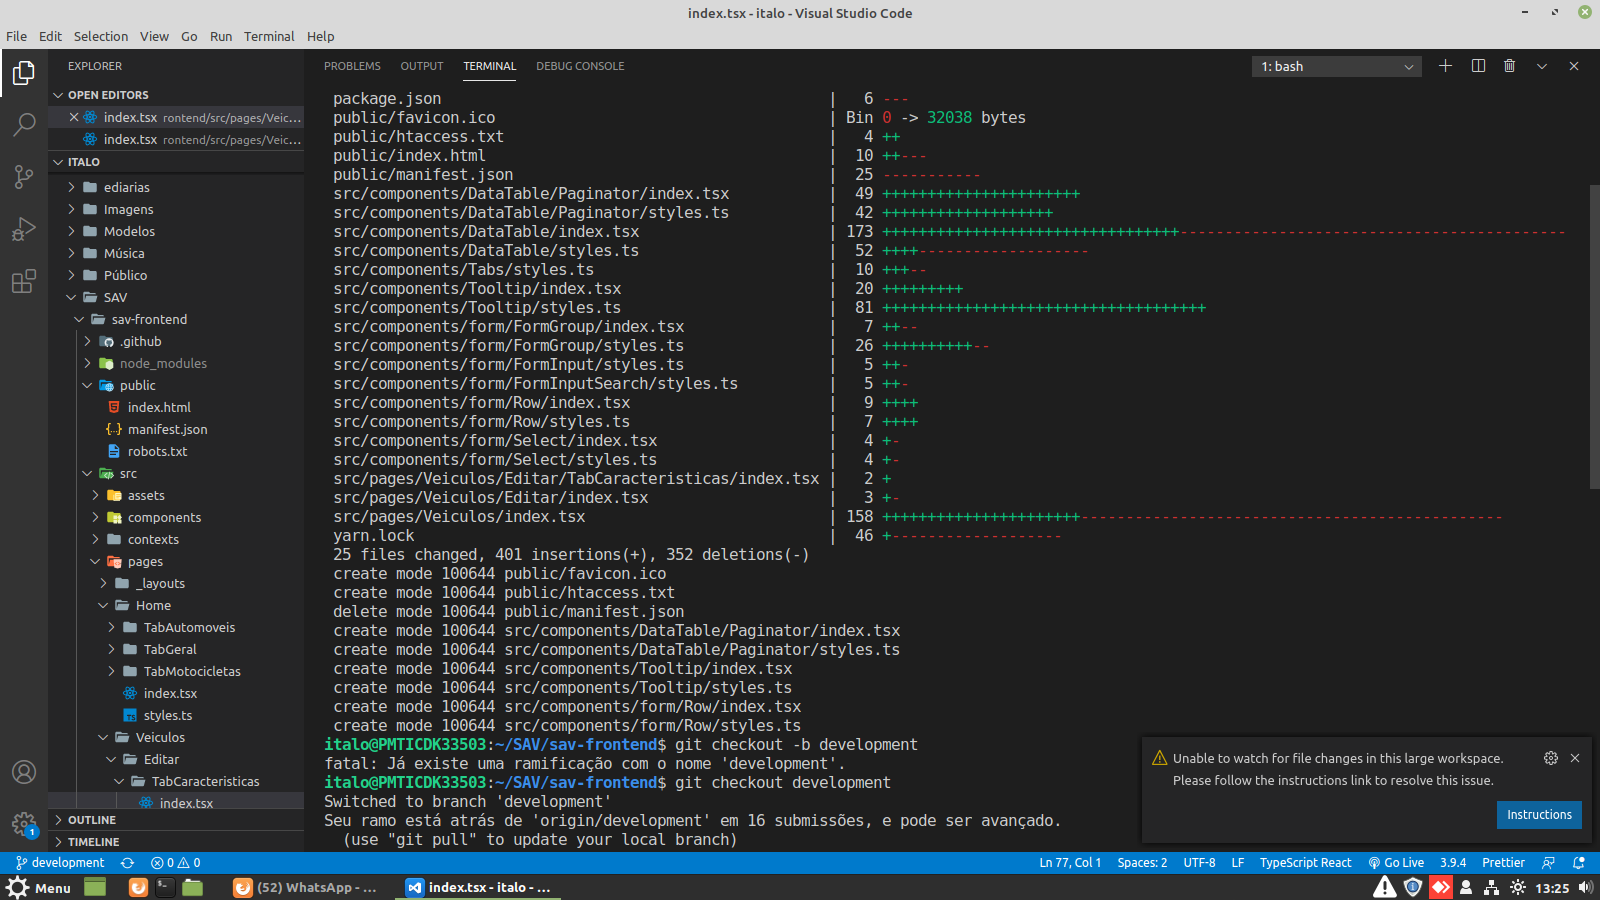 index.tsx - italo - Visual Studio Code
File Edit Selection View Go Run Terminal Help
EXPLORER
OPEN EDITORS
index.tsx rontend/src/pages/Veic...
index.tsx rontend/src/pages/Veic...
ITALO
ediarias
Imagens
Modelos
Música
Público
SAV
sav-frontend
.github
node_modules
public
index.html
manifest.json
robots.txt
src
assets
components
contexts
pages
_layouts
Home
TabAutomoveis
TabGeral
TabMotocicletas
index.tsx
styles.ts
Veiculos
Editar
TabCaracteristicas
index.tsx
OUTLINE
TIMELINE
1
PROBLEMS OUTPUT TERMINAL DEBUG CONSOLE
1: bash
package.json | 6 ---
public/favicon.ico | Bin 0 -> 32038 bytes
public/htaccess.txt | 4 ++
public/index.html | 10 ++---
public/manifest.json | 25 -----------
src/components/DataTable/Paginator/index.tsx | 49 ++++++++++++++++++++++
src/components/DataTable/Paginator/styles.ts | 42 +++++++++++++++++++
src/components/DataTable/index.tsx | 173 +++++++++++++++++++++++++++++++++-------------------------------------------
src/components/DataTable/styles.ts | 52 ++++-------------------
src/components/Tabs/styles.ts | 10 +++--
src/components/Tooltip/index.tsx | 20 +++++++++
src/components/Tooltip/styles.ts | 81 ++++++++++++++++++++++++++++++++++++
src/components/form/FormGroup/index.tsx | 7 ++--
src/components/form/FormGroup/styles.ts | 26 ++++++++++--
src/components/form/FormInput/styles.ts | 5 ++-
src/components/form/FormInputSearch/styles.ts | 5 ++-
src/components/form/Row/index.tsx | 9 ++++
src/components/form/Row/styles.ts | 7 ++++
src/components/form/Select/index.tsx | 4 +-
src/components/form/Select/styles.ts | 4 +-
src/pages/Veiculos/Editar/TabCaracteristicas/index.tsx | 2 +
src/pages/Veiculos/Editar/index.tsx | 3 +-
src/pages/Veiculos/index.tsx | 158 ++++++++++++++++++++++-----------------------------------------------
yarn.lock | 46 +-------------------
25 files changed, 401 insertions(+), 352 deletions(-)
create mode 100644 public/favicon.ico
create mode 100644 public/htaccess.txt
delete mode 100644 public/manifest.json
create mode 100644 src/components/DataTable/Paginator/index.tsx
create mode 100644 src/components/DataTable/Paginator/styles.ts
create mode 100644 src/components/Tooltip/index.tsx
create mode 100644 src/components/Tooltip/styles.ts
create mode 100644 src/components/form/Row/index.tsx
create mode 100644 src/components/form/Row/styles.ts
italo@PMTICDK33503:~/SAV/sav-frontend$ git checkout -b development
fatal: Já existe uma ramificação com o nome 'development'.
italo@PMTICDK33503:~/SAV/sav-frontend$ git checkout development
Switched to branch 'development'
Seu ramo está atrás de 'origin/development' em 16 submissões, e pode ser avançado.
(use "git pull" to update your local branch)
Unable to watch for file changes in this large workspace.
Please follow the instructions link to resolve this issue.
Instructions
development 0 0 Ln 77, Col 1 Spaces: 2 UTF-8 LF TypeScript React Go Live 3.9.4 Prettier
Menu (52) WhatsApp - ... index.tsx - italo - ... 13:25